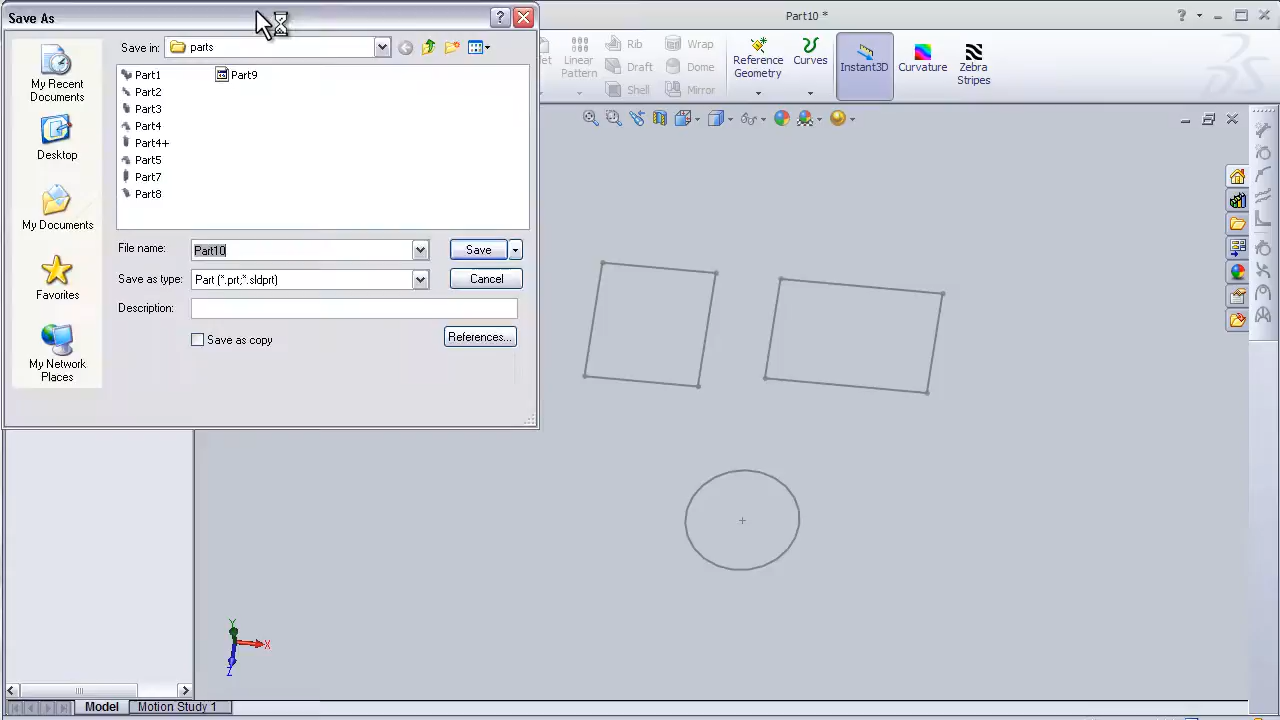 Save As
Part10 *
Save in:
parts
Part1
Part2
Part3
Part4
Part4+
Part5
Part7
Part8
Part9
File name:
Part10
Save
Save as type:
Part (*.prt;*.sldprt)
Cancel
Description:
Save as copy
References...
My Recent
Documents
Desktop
My Documents
Favorites
My Network
Places
Linear
Pattern
Rib
Draft
Shell
Wrap
Dome
Mirror
Reference
Geometry
Curves
Instant3D
Curvature
Zebra
Stripes
Y
X
Z
Model
Motion Study 1